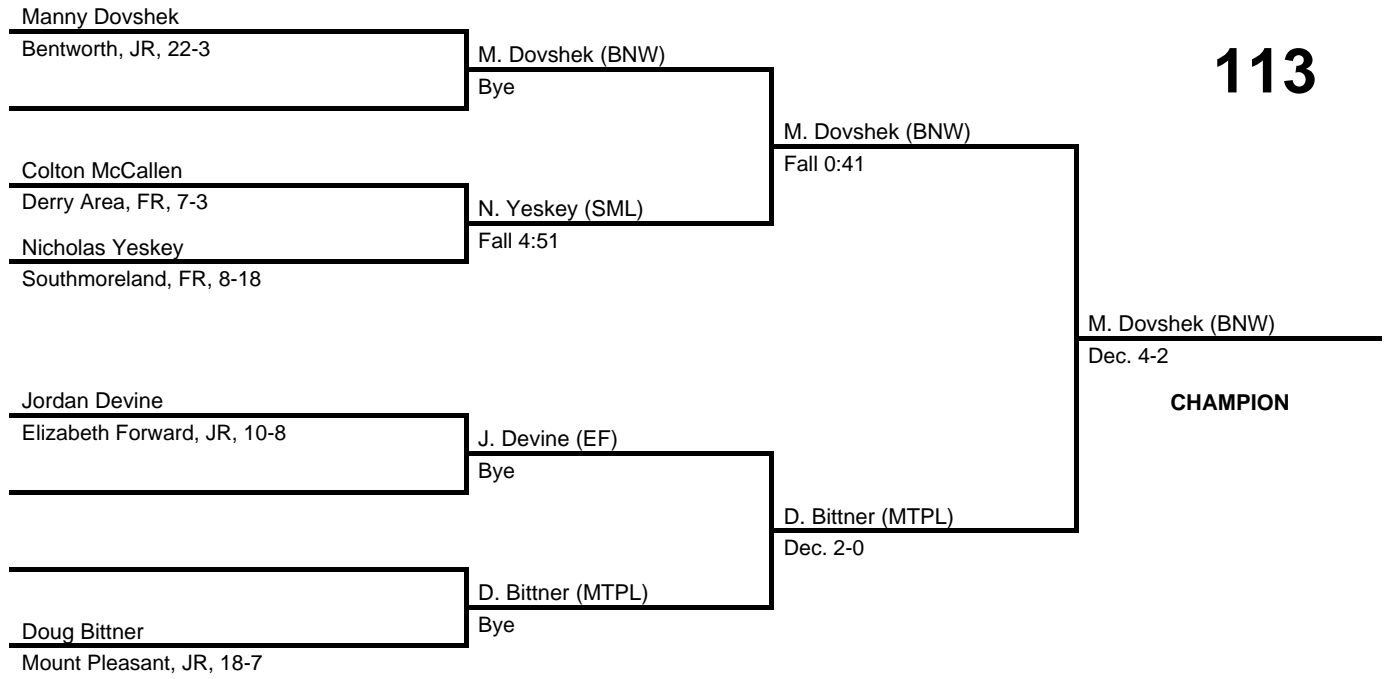 Manny Dovshek
Bentworth, JR, 22-3
M. Dovshek (BNW)
Bye
113
M. Dovshek (BNW)
Fall 0:41
Colton McCallen
Derry Area, FR, 7-3
N. Yeskey (SML)
Fall 4:51
Nicholas Yeskey
Southmoreland, FR, 8-18
M. Dovshek (BNW)
Dec. 4-2
CHAMPION
Jordan Devine
Elizabeth Forward, JR, 10-8
J. Devine (EF)
Bye
D. Bittner (MTPL)
Dec. 2-0
D. Bittner (MTPL)
Bye
Doug Bittner
Mount Pleasant, JR, 18-7